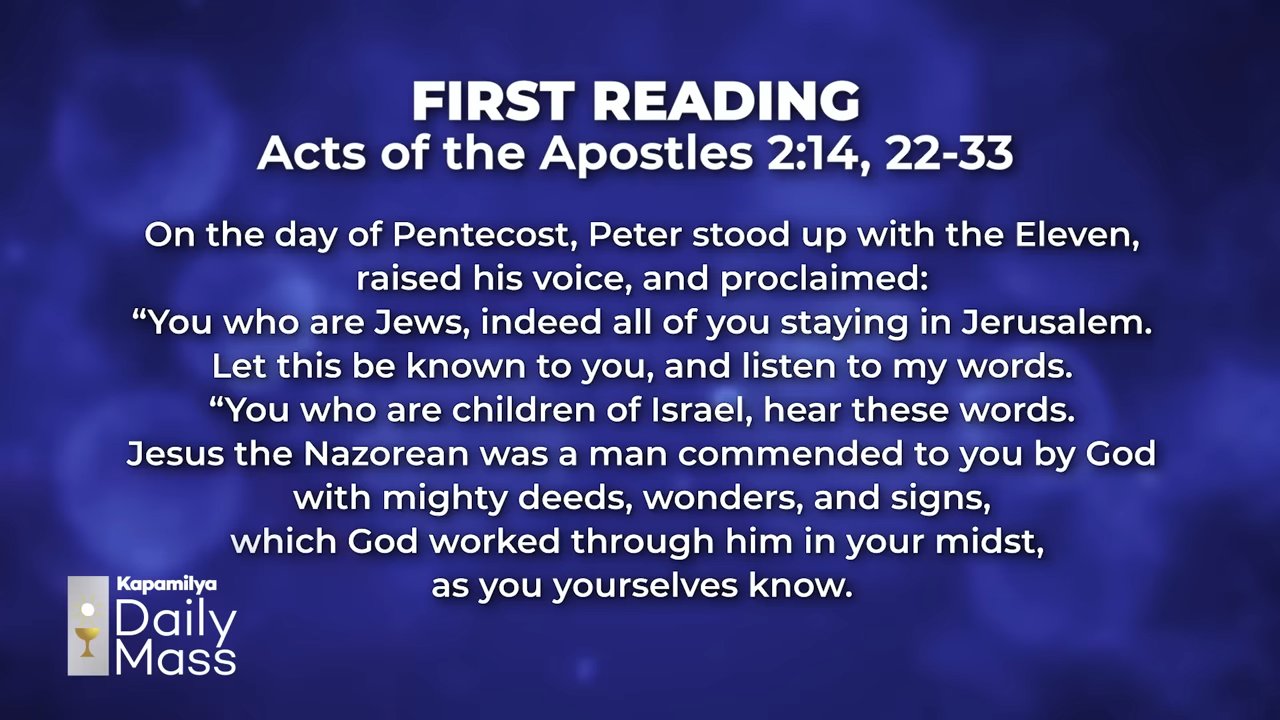 FIRST READING
Acts of the Apostles 2:14, 22-33
On the day of Pentecost, Peter stood up with the Eleven,
raised his voice, and proclaimed:
“You who are Jews, indeed all of you staying in Jerusalem.
Let this be known to you, and listen to my words.
“You who are children of Israel, hear these words.
Jesus the Nazorean was a man commended to you by God
with mighty deeds, wonders, and signs,
which God worked through him in your midst,
as you yourselves know.
Kapamilya
Daily
Mass